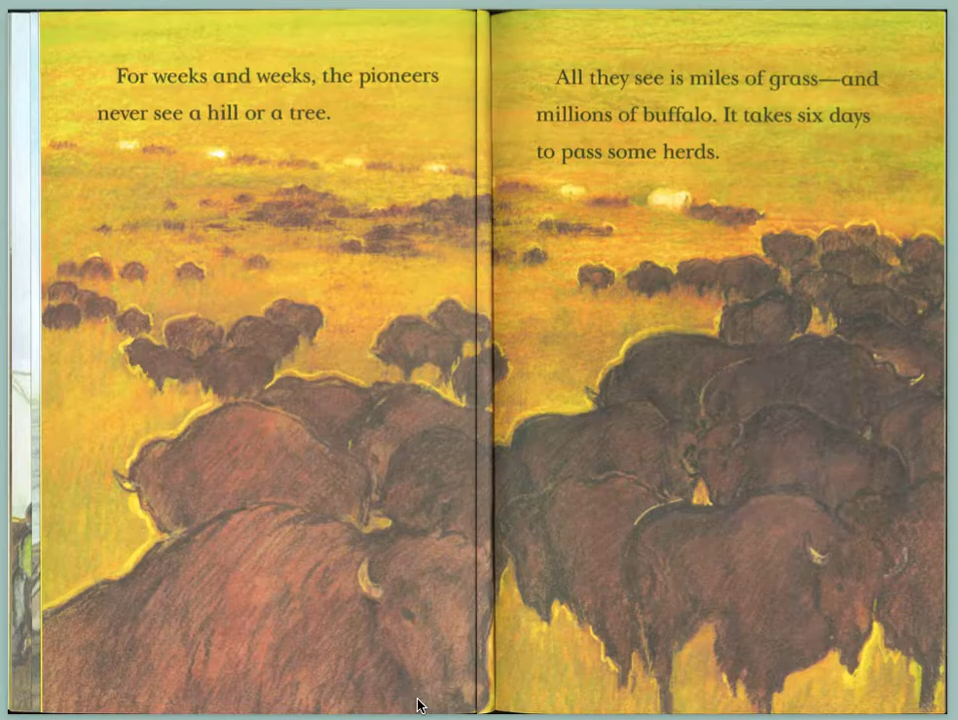 For weeks and weeks, the pioneers
never see a hill or a tree.
All they see is miles of grass—and
millions of buffalo. It takes six days
to pass some herds.